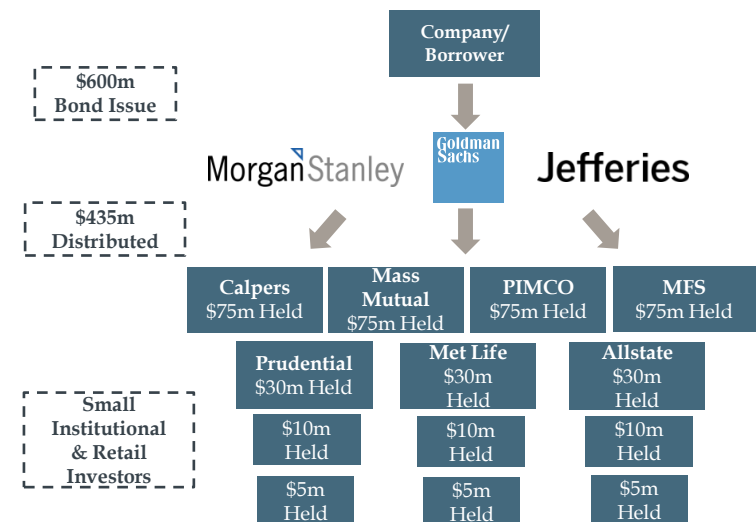 Company/
Borrower
$600m
Bond Issue
MorganStanley
Goldman
Sachs
Jefferies
$435m
Distributed
Calpers
$75m Held
Mass
Mutual
$75m Held
PIMCO
$75m Held
MFS
$75m Held
Prudential
$30m Held
Met Life
$30m
Held
Allstate
$30m
Held
Small
Institutional
& Retail
Investors
$10m
Held
$10m
Held
$10m
Held
$5m
Held
$5m
Held
$5m
Held